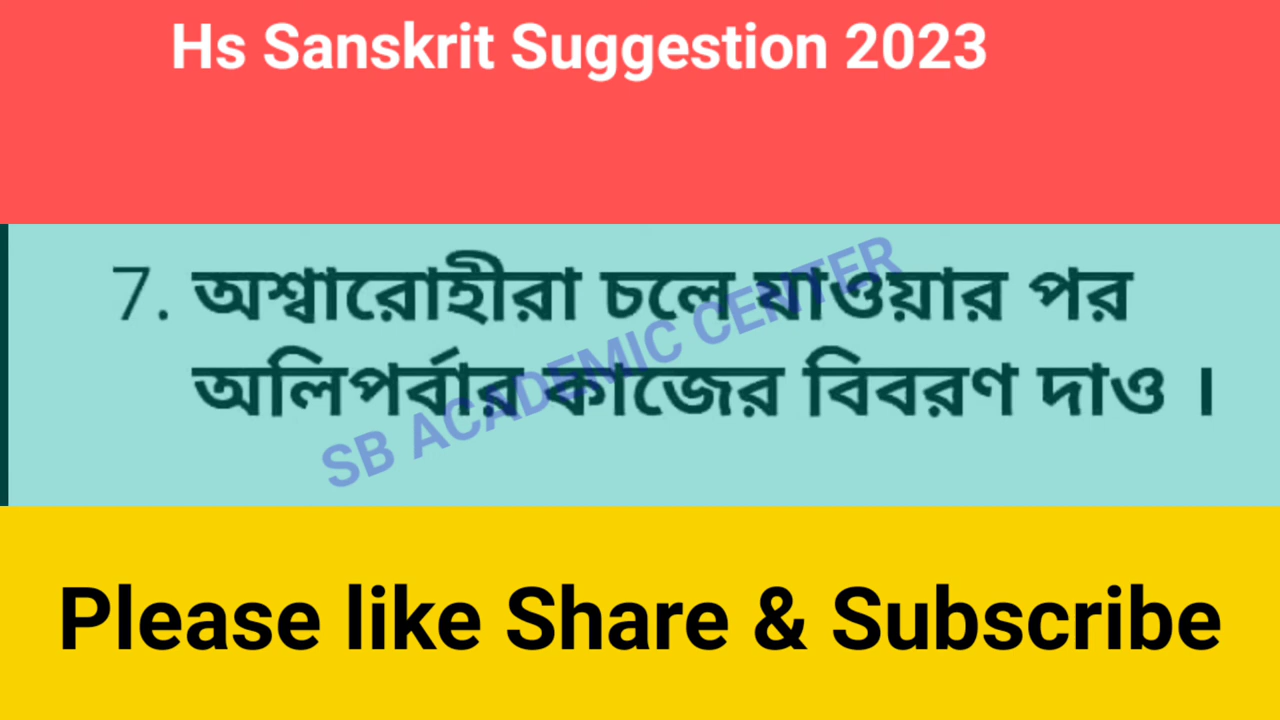 Hs Sanskrit Suggestion 2023
7. অশ্বারোহীরা চলে যাওয়ার পর
অলিপর্বার কাজের বিবরণ দাও ।
SB ACADEMIC CENTER
Please like Share & Subscribe